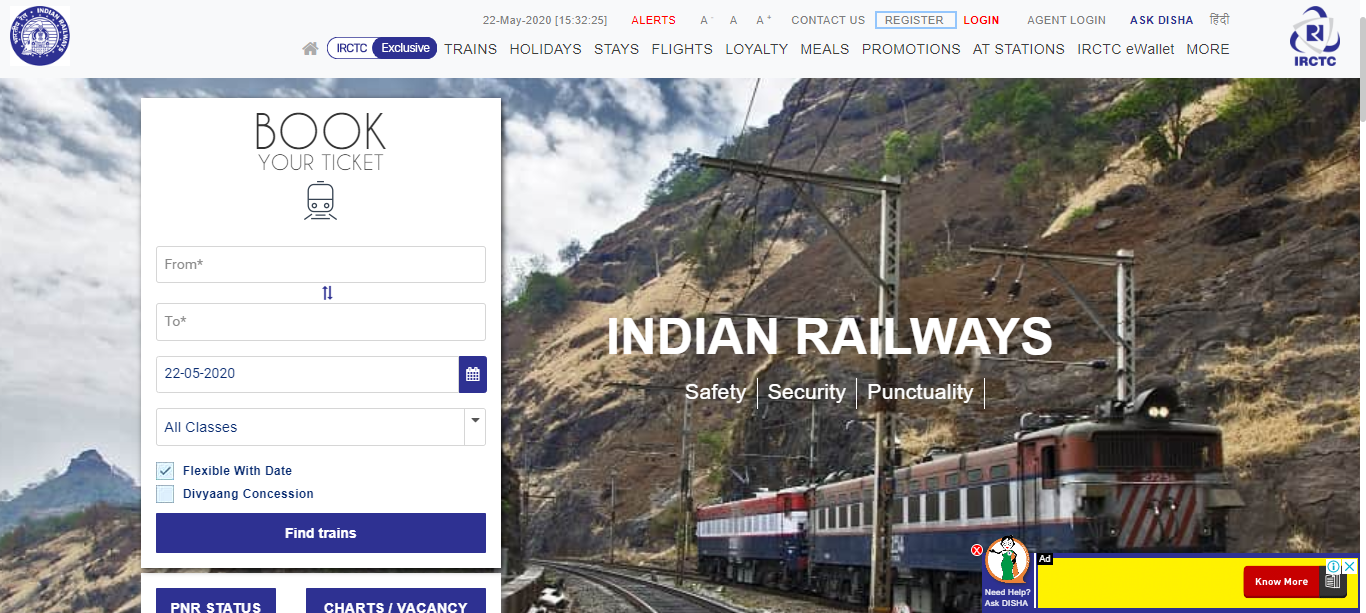 INDIAN RAILWAYS
22-May-2020 [15:32:25] ALERTS A - A A + CONTACT US REGISTER LOGIN AGENT LOGIN ASK DISHA हिंदी
IRCTC Exclusive TRAINS HOLIDAYS STAYS FLIGHTS LOYALTY MEALS PROMOTIONS AT STATIONS IRCTC eWallet MORE
IRCTC
BOOK
YOUR TICKET
From*
To*
22-05-2020
All Classes
Flexible With Date
Divyaang Concession
Find trains
PNR STATUS CHARTS / VACANCY
INDIAN RAILWAYS
Safety Security Punctuality
Need Help?
Ask DISHA
Ad
Know More